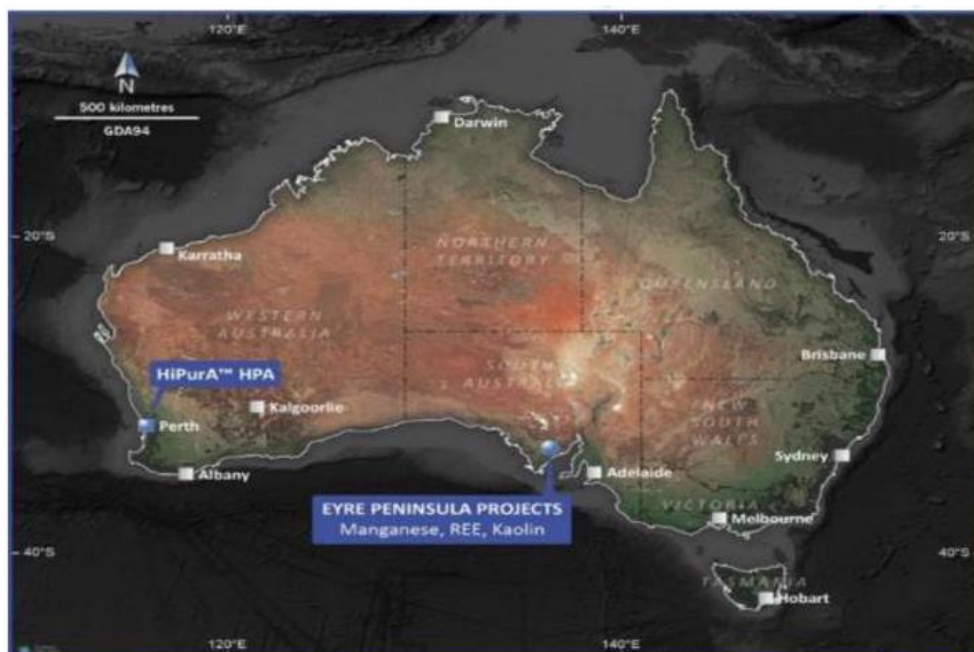 120°E 140°E
N
500 kilometres
GDA94
Darwin
20°S 20°S
Karratha
NORTHERN
TERRITORY
QUEENSLAND
WESTERN
AUSTRALIA
Brisbane
HiPurA™ HPA
SOUTH
AUSTRALIA
Kalgoorlie
Perth
NEW
SOUTH
WALES
Sydney
Albany
Adelaide
EYRE PENINSULA PROJECTS
Manganese, REE, Kaolin
VICTORIA
Melbourne
40°S 40°S
TASMANIA
Hobart
120°E 140°E